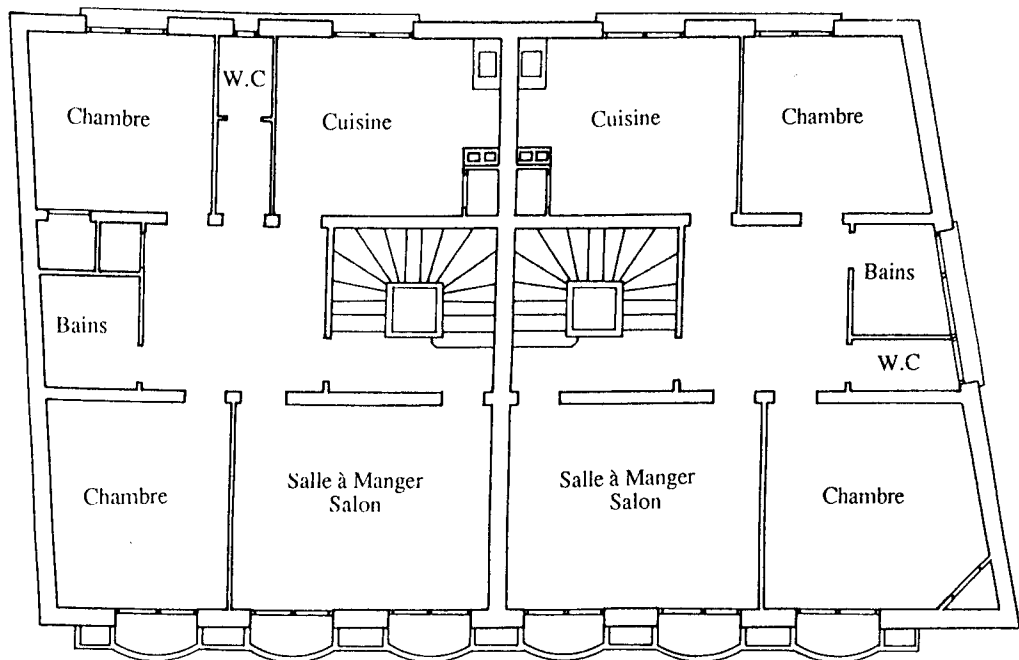 W.C
Chambre
Cuisine
Cuisine
Chambre
Bains
Bains
W.C
Chambre
Salle à Manger
Salon
Salle à Manger
Salon
Chambre